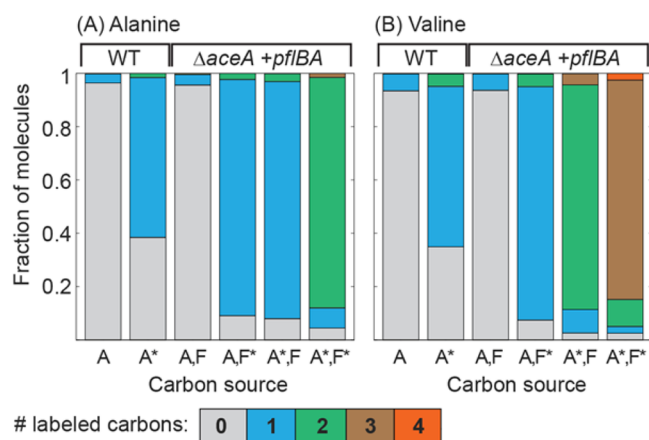 (A) Alanine (B) Valine
WT ΔaceA +pflBA WT ΔaceA +pflBA
Fraction of molecules
1 1
0.8
0.6
0.4
0.2
A A* A,F A,F* A*,F A*,F* A A* A,F A,F* A*,F A*,F*
Carbon source Carbon source
# labeled carbons: 0 1 2 3 4